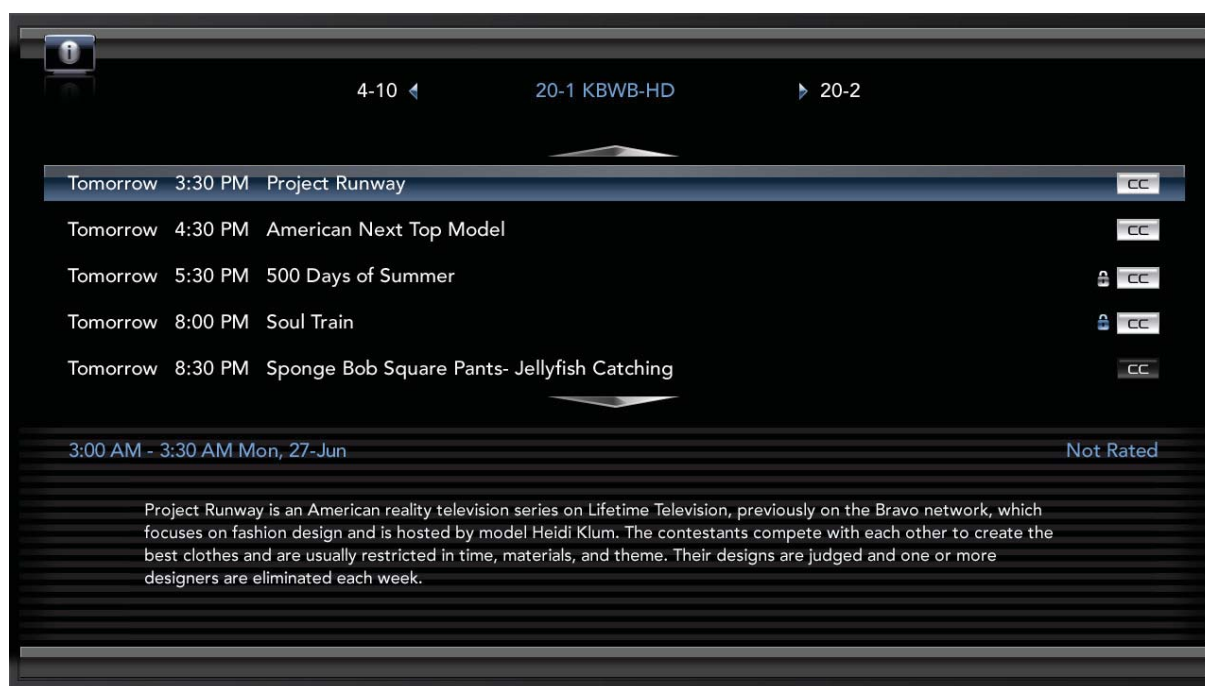 i
4-10 20-1 KBWB-HD 20-2
Tomorrow 3:30 PM Project Runway CC
Tomorrow 4:30 PM American Next Top Model CC
Tomorrow 5:30 PM 500 Days of Summer CC
Tomorrow 8:00 PM Soul Train CC
Tomorrow 8:30 PM Sponge Bob Square Pants- Jellyfish Catching CC
3:00 AM - 3:30 AM Mon, 27-Jun Not Rated
Project Runway is an American reality television series on Lifetime Television, previously on the Bravo network, which
focuses on fashion design and is hosted by model Heidi Klum. The contestants compete with each other to create the
best clothes and are usually restricted in time, materials, and theme. Their designs are judged and one or more
designers are eliminated each week.